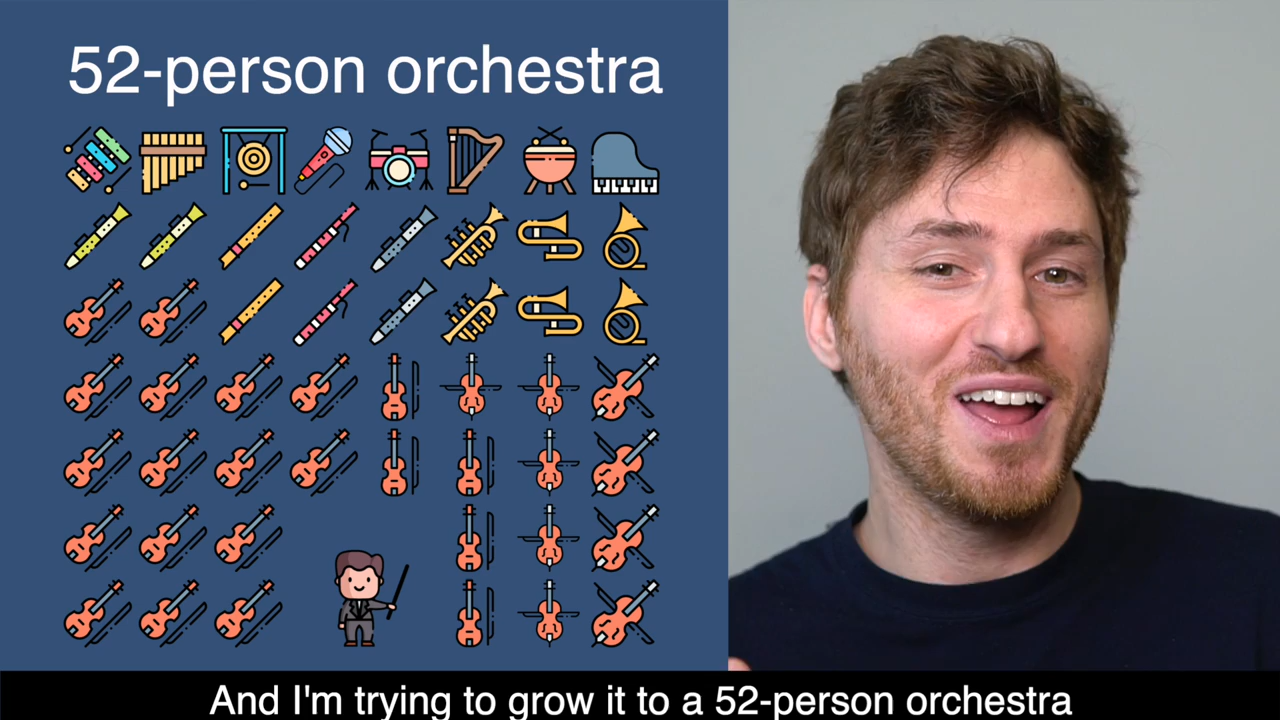 52-person orchestra
And I'm trying to grow it to a 52-person orchestra